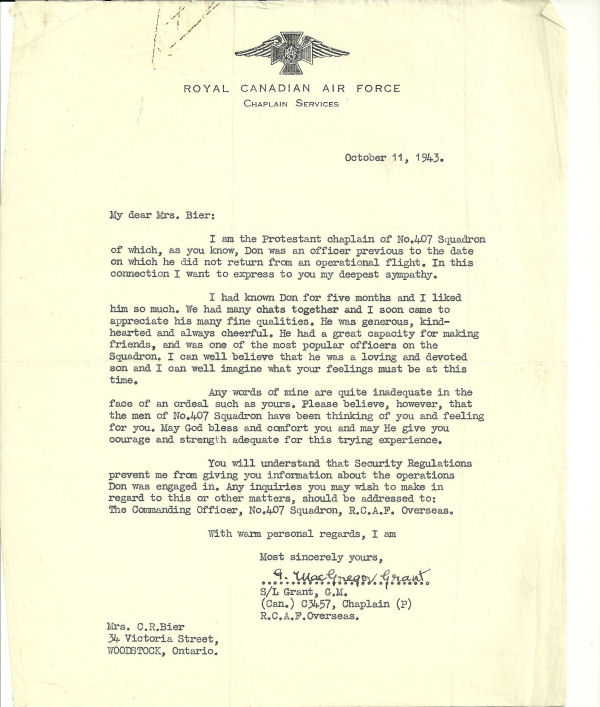 ROYAL CANADIAN AIR FORCE
CHAPLAIN SERVICES
October 11, 1943.
My dear Mrs. Bier:
I am the Protestant chaplain of No.407 Squadron
of which, as you know, Don was an officer previous to the date
on which he did not return from an operational flight. In this
connection I want to express to you my deepest sympathy.
I had known Don for five months and I liked
him so much. We had many chats together and I soon came to
appreciate his many fine qualities. He was generous, kind-
hearted and always cheerful. He had a great capacity for making
friends, and was one of the most popular officers on the
Squadron. I can well believe that he was a loving and devoted
son and I can well imagine what your feelings must be at this
time.
Any words of mine are quite inadequate in the
face of an ordeal such as yours. Please believe, however, that
the men of No.407 Squadron have been thinking of you and feeling
for you. May God bless and comfort you and may He give you
courage and strength adequate for this trying experience.
You will understand that Security Regulations
prevent me from giving you information about the operations
Don was engaged in. Any inquiries you may wish to make in
regard to this or other matters, should be addressed to:
The Commanding Officer, No.407 Squadron, R.C.A.F. Overseas.
With warm personal regards, I am
Most sincerely yours,
G. MacGregor Grant
S/L Grant, G.M.
(Can.) C3457, Chaplain (P)
R.C.A.F.Overseas.
Mrs. C.R.Bier
34 Victoria Street,
WOODSTOCK, Ontario.